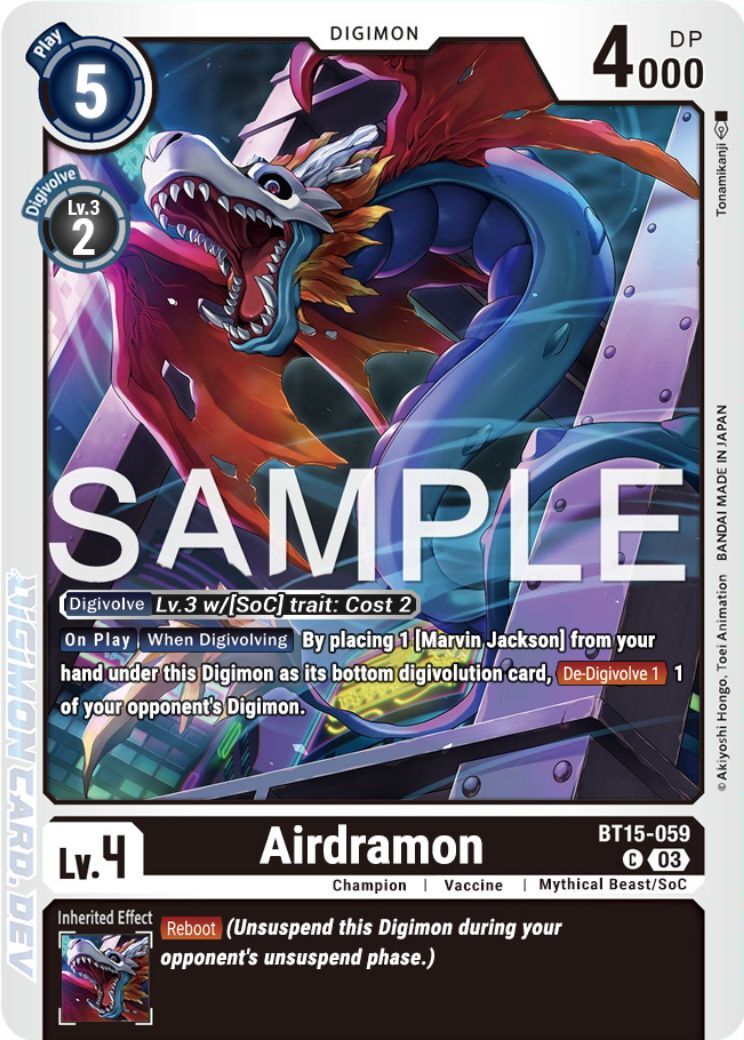 Play
5
DIGIMON
DP
4000
Digivolve
Lv.3
2
Tonamikanji
SAMPLE
Digivolve Lv.3 w/[SoC] trait: Cost 2
On Play When Digivolving By placing 1 [Marvin Jackson] from your
hand under this Digimon as its bottom digivolution card, De-Digivolve 1 1
of your opponent's Digimon.
© Akiyoshi Hongo, Toei Animation BANDAI MADE IN JAPAN
DIGIMONCARD.DEV
Lv.4
Airdramon
BT15-059
C 03
Champion | Vaccine | Mythical Beast/SoC
Inherited Effect
Reboot (Unsuspend this Digimon during your
opponent's unsuspend phase.)